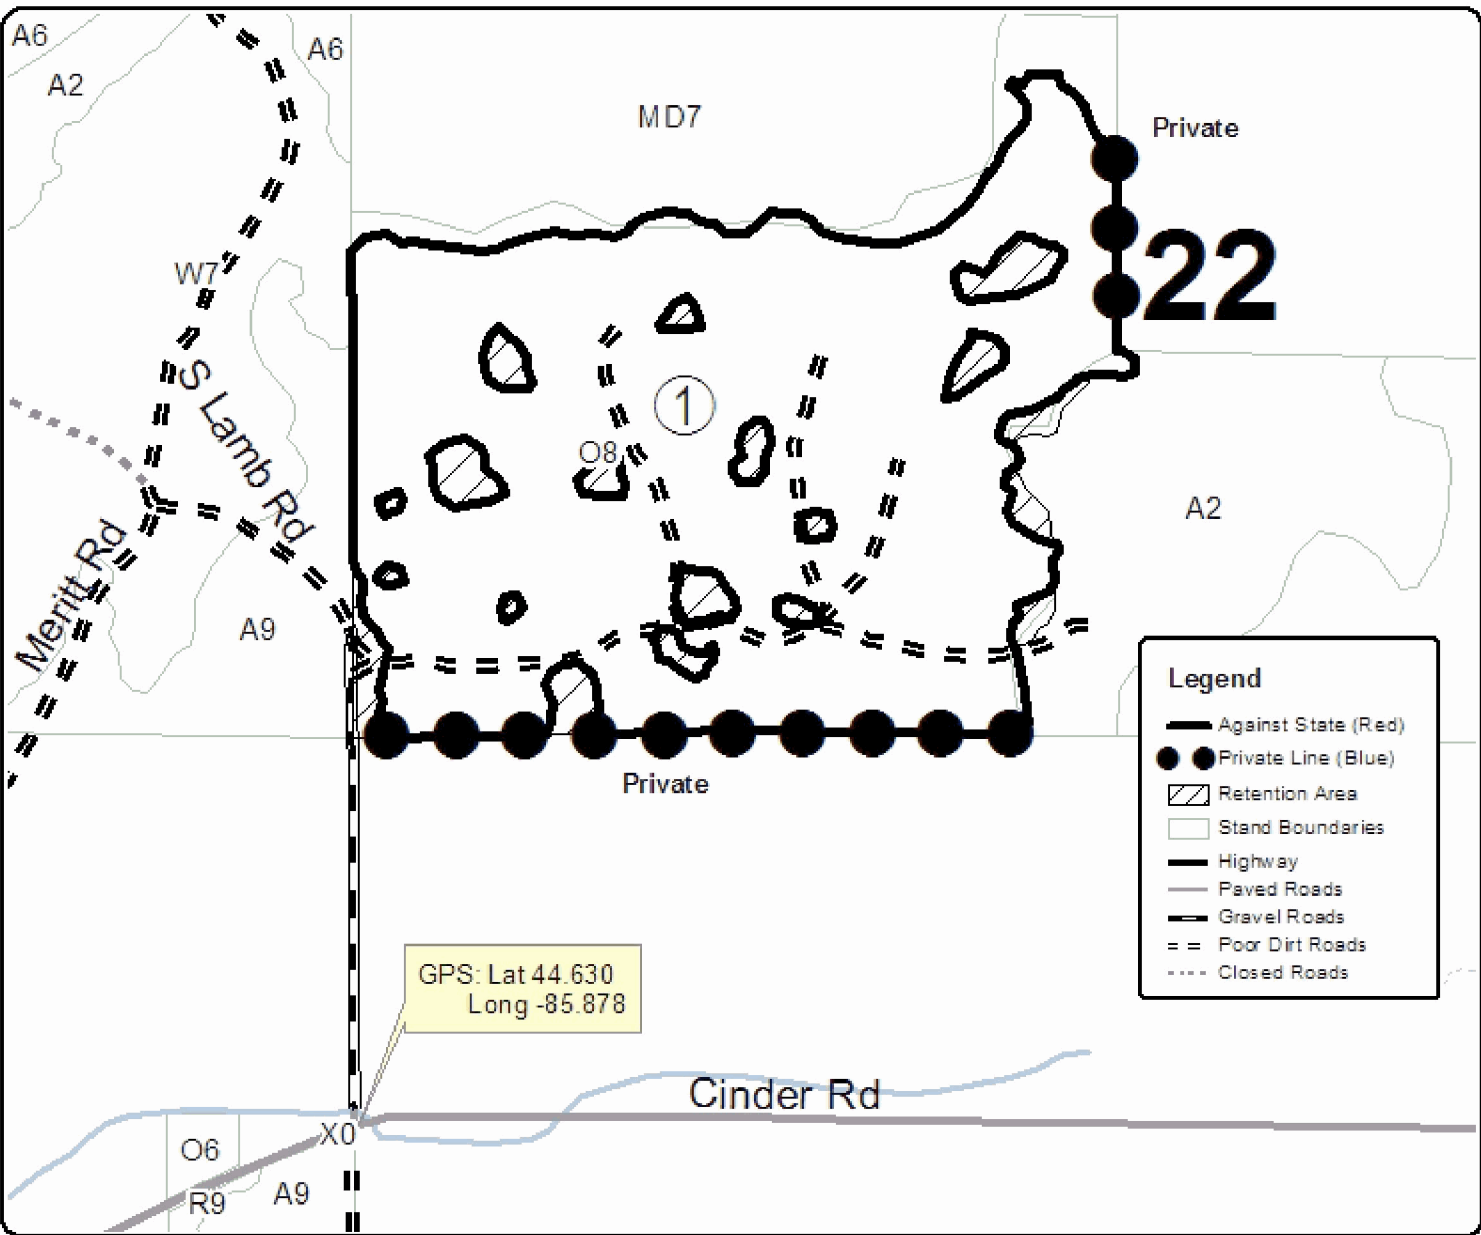 A6
A6
A2
MD7
Private
22
W7
S Lamb Rd
1
O8
A2
Meritt Rd
A9
Private
Legend
Against State (Red)
Private Line (Blue)
Retention Area
Stand Boundaries
Highway
Paved Roads
Gravel Roads
Poor Dirt Roads
Closed Roads
GPS: Lat 44.630
Long -85.878
Cinder Rd
X0
O6
R9
A9